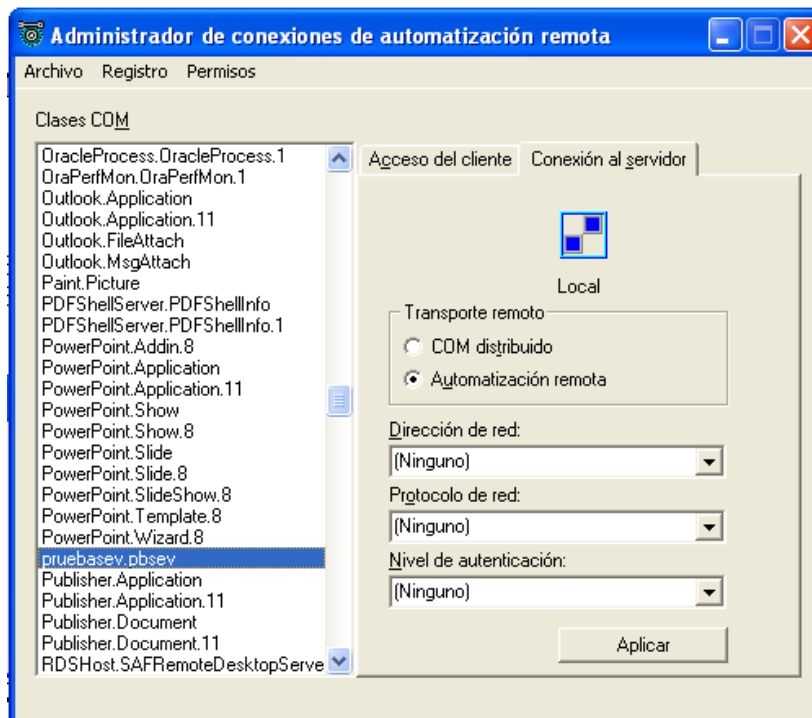 Administrador de conexiones de automatización remota
Archivo Registro Permisos
Clases COM
OracleProcess.OracleProcess.1
OraPerfMon.OraPerfMon.1
Outlook.Application
Outlook.Application.11
Outlook.FileAttach
Outlook.MsgAttach
Paint.Picture
PDFShellServer.PDFShellInfo
PDFShellServer.PDFShellInfo.1
PowerPoint.Addin.8
PowerPoint.Application
PowerPoint.Application.11
PowerPoint.Show
PowerPoint.Show.8
PowerPoint.Slide
PowerPoint.Slide.8
PowerPoint.SlideShow.8
PowerPoint.Template.8
PowerPoint.Wizard.8
pruebasev.pbsev
Publisher.Application
Publisher.Application.11
Publisher.Document
Publisher.Document.11
RDSHost.SAFRemoteDesktopServe
Acceso del cliente Conexión al servidor
Local
Transporte remoto
COM distribuido
Automatización remota
Dirección de red:
(Ninguno)
Protocolo de red:
(Ninguno)
Nivel de autenticación:
(Ninguno)
Aplicar